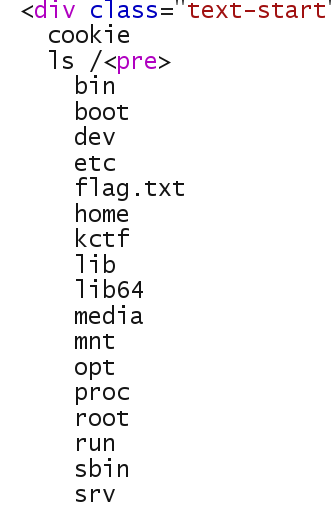 <div class="text-start"
cookie
ls /<pre>
bin
boot
dev
etc
flag.txt
home
kctf
lib
lib64
media
mnt
opt
proc
root
run
sbin
srv